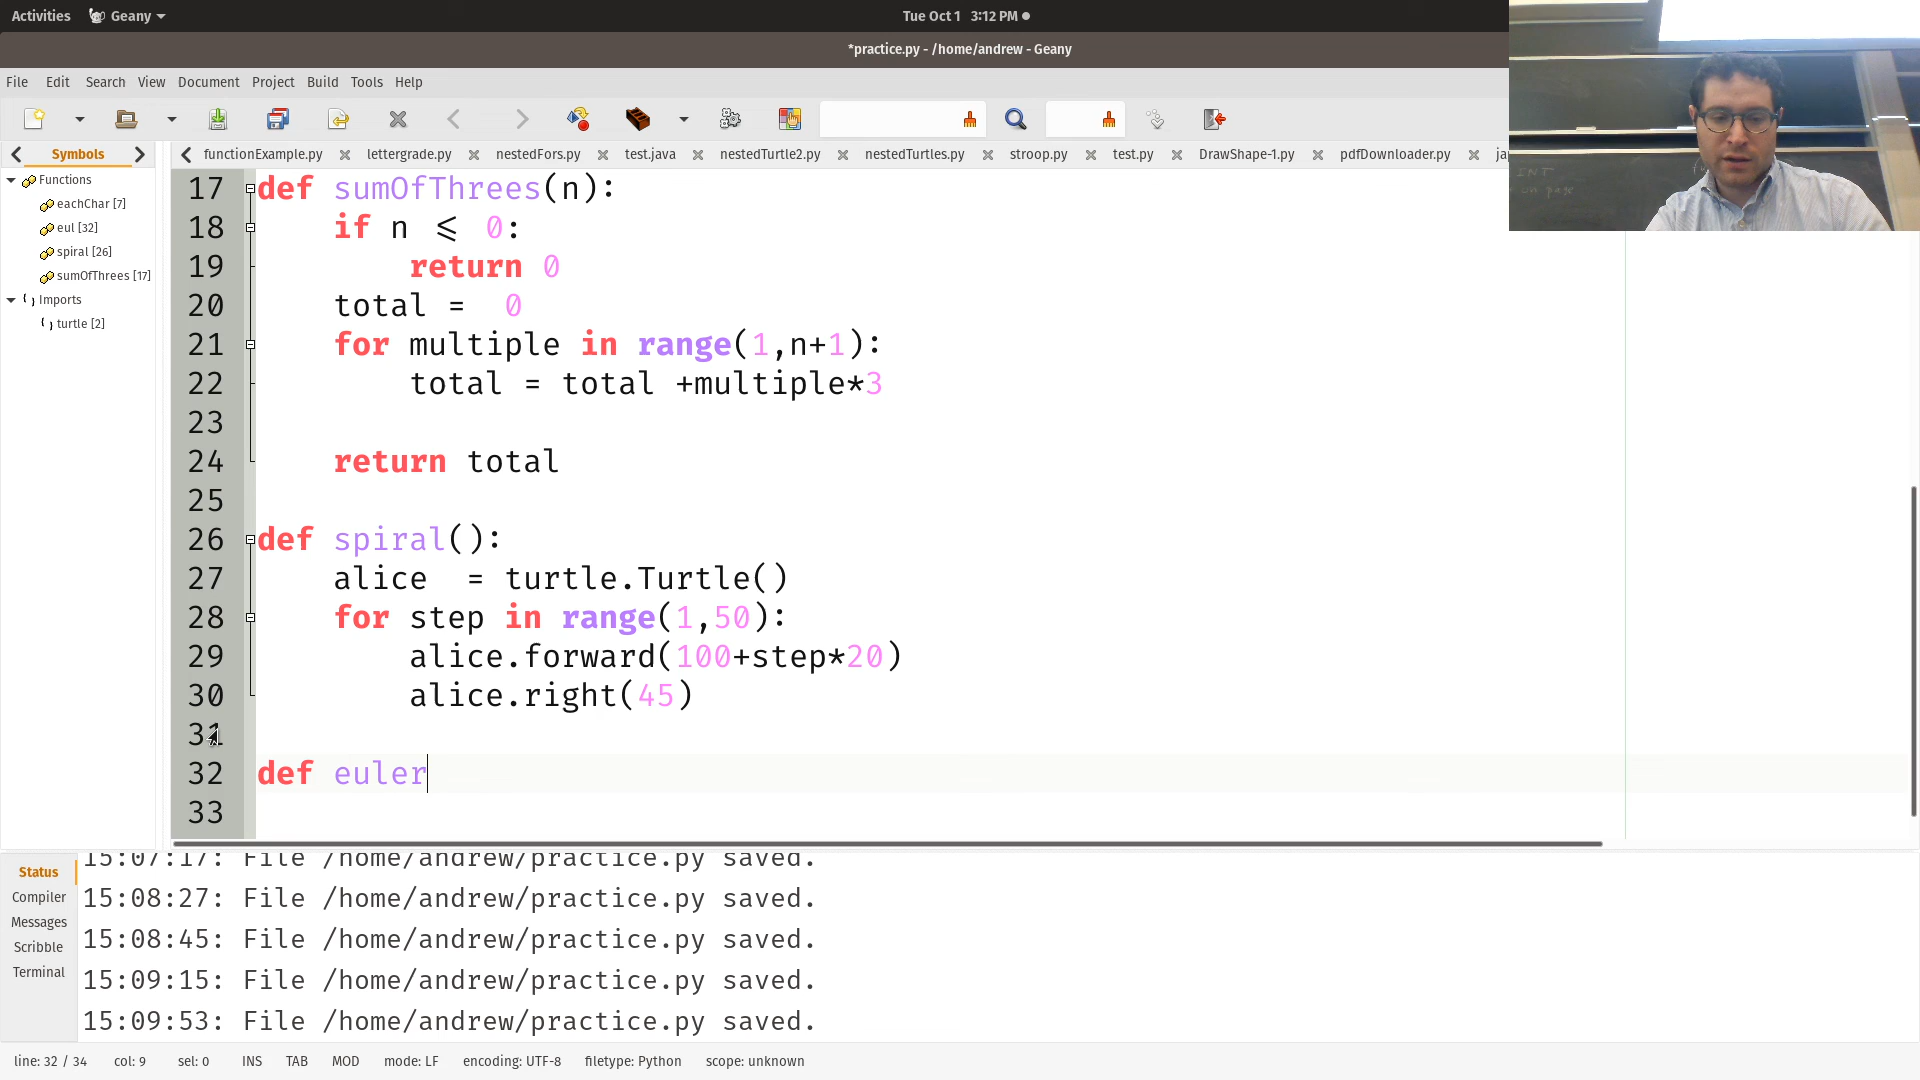 Activities Geany Tue Oct 1 3:12 PM
*practice.py - /home/andrew - Geany
File Edit Search View Document Project Build Tools Help
Symbols functionExample.py lettergrade.py nestedFors.py test.java nestedTurtle2.py nestedTurtles.py stroop.py test.py DrawShape-1.py pdfDownloader.py
Functions
eachChar [7]
eul [32]
spiral [26]
sumOfThrees [17]
Imports
turtle [2]
17 def sumOfThrees(n):
18 if n <= 0:
19 return 0
20 total = 0
21 for multiple in range(1,n+1):
22 total = total +multiple*3
23
24 return total
25
26 def spiral():
27 alice = turtle.Turtle()
28 for step in range(1,50):
29 alice.forward(100+step*20)
30 alice.right(45)
31
32 def euler
33
Status
Compiler
Messages
Scribble
Terminal
15:07:17: File /home/andrew/practice.py saved.
15:08:27: File /home/andrew/practice.py saved.
15:08:45: File /home/andrew/practice.py saved.
15:09:15: File /home/andrew/practice.py saved.
15:09:53: File /home/andrew/practice.py saved.
line: 32 / 34 col: 9 sel: 0 INS TAB MOD mode: LF encoding: UTF-8 filetype: Python scope: unknown